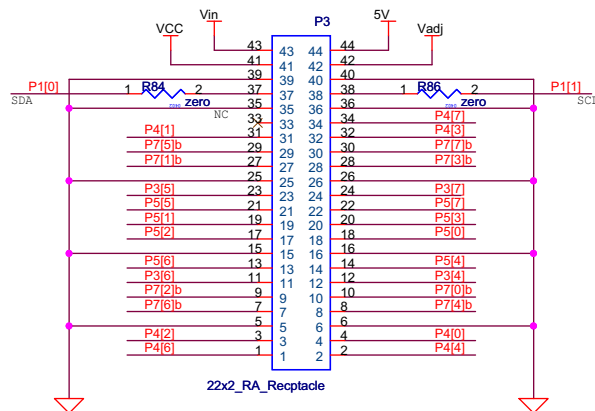 P3
Vin
5V
VCC
Vadj
43 43 44 44
41 41 42 42
39 39 40 40
P1[0] 1 R84 2 37 37 38 38 1 R86 2 P1[1]
SDA zero zero SCL
35 35 36 36
NC 33 33 34 34 P4[7]
P4[1] 31 31 32 32 P4[3]
P7[5]b 29 29 30 30 P7[7]b
P7[1]b 27 27 28 28 P7[3]b
25 25 26 26
P3[5] 23 23 24 24 P3[7]
P5[5] 21 21 22 22 P5[7]
P5[1] 19 19 20 20 P5[3]
P5[2] 17 17 18 18 P5[0]
15 15 16 16
P5[6] 13 13 14 14 P5[4]
P3[6] 11 11 12 12 P3[4]
P7[2]b 9 9 10 10 P7[0]b
P7[6]b 7 7 8 8 P7[4]b
5 5 6 6
P4[2] 3 3 4 4 P4[0]
P4[6] 1 1 2 2 P4[4]
22x2_RA_Recptacle